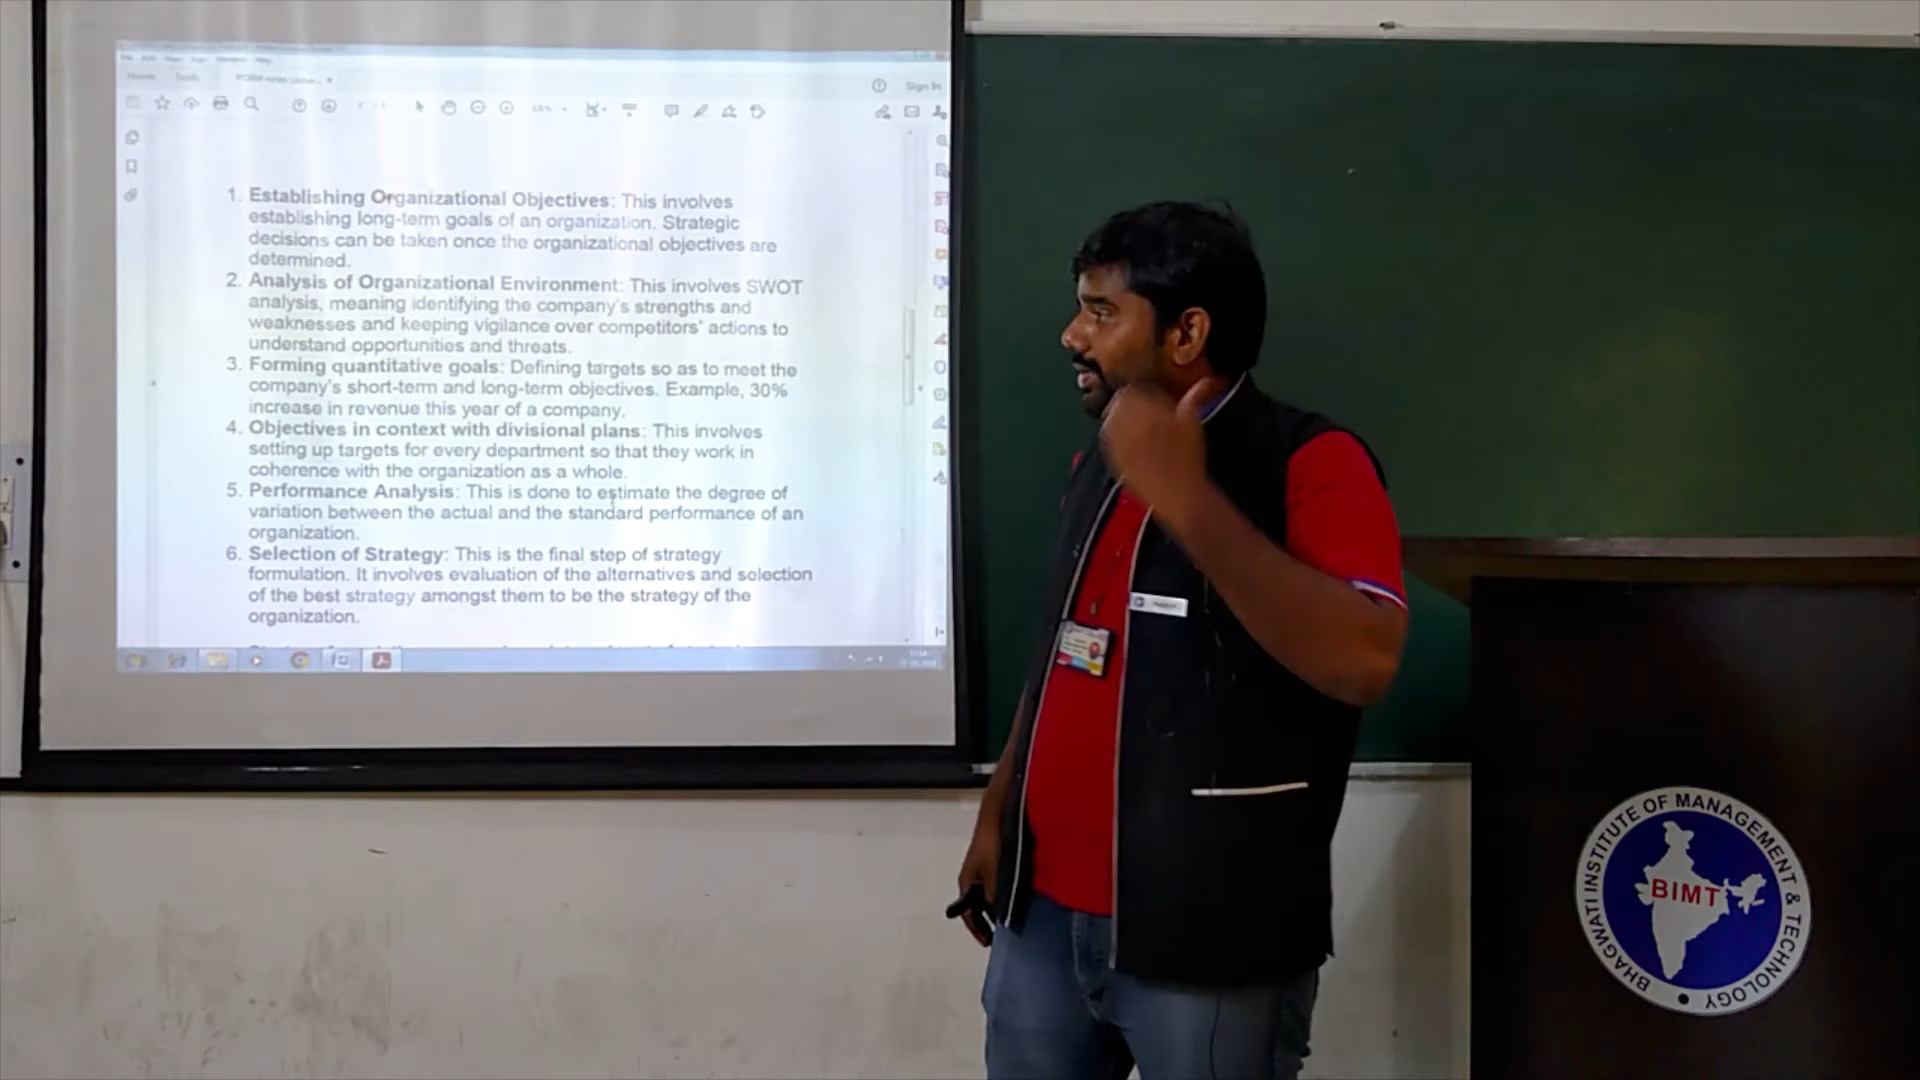 Sign In
1. Establishing Organizational Objectives: This involves
establishing long-term goals of an organization. Strategic
decisions can be taken once the organizational objectives are
determined.
2. Analysis of Organizational Environment: This involves SWOT
analysis, meaning identifying the company's strengths and
weaknesses and keeping vigilance over competitors' actions to
understand opportunities and threats.
3. Forming quantitative goals: Defining targets so as to meet the
company's short-term and long-term objectives. Example, 30%
increase in revenue this year of a company.
4. Objectives in context with divisional plans: This involves
setting up targets for every department so that they work in
coherence with the organization as a whole.
5. Performance Analysis: This is done to estimate the degree of
variation between the actual and the standard performance of an
organization.
6. Selection of Strategy: This is the final step of strategy
formulation. It involves evaluation of the alternatives and selection
of the best strategy amongst them to be the strategy of the
organization.
BHAGWATI INSTITUTE OF MANAGEMENT & TECHNOLOGY
BIMT